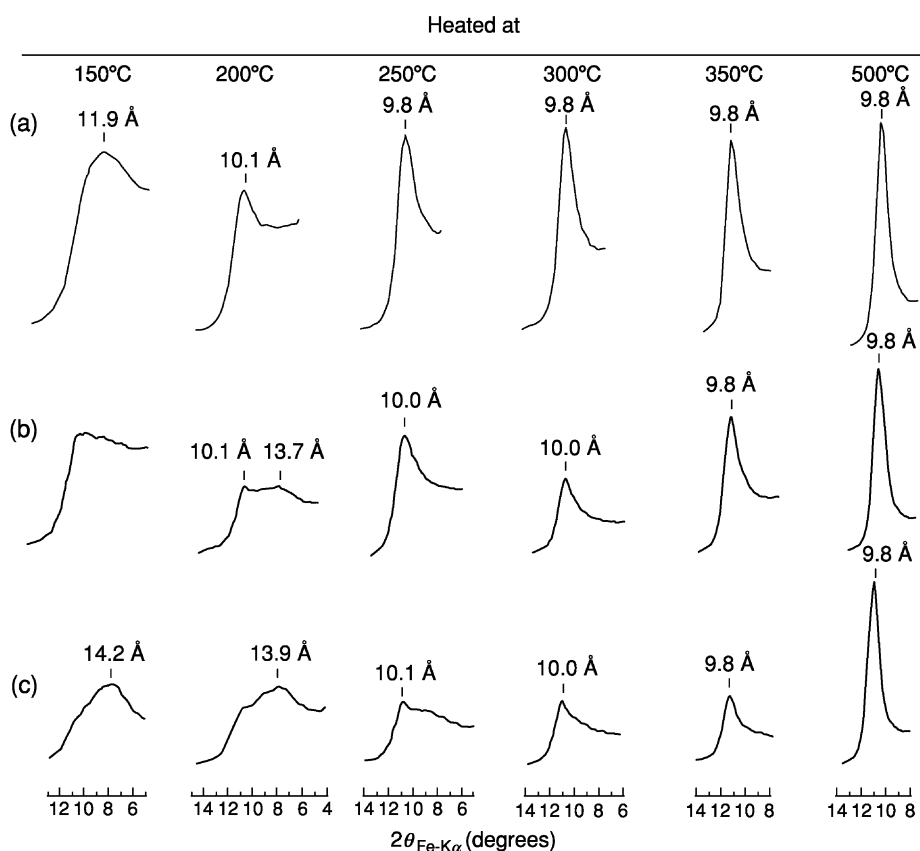 Heated at
150°C 200°C 250°C 300°C 350°C 500°C
(a) 11.9 Å 10.1 Å 9.8 Å 9.8 Å 9.8 Å 9.8 Å
(b) 10.1 Å 13.7 Å 10.0 Å 10.0 Å 9.8 Å 9.8 Å
(c) 14.2 Å 13.9 Å 10.1 Å 10.0 Å 9.8 Å 9.8 Å
12 10 8 6 14 12 10 8 6 4 14 12 10 8 6 14 12 10 8 6 14 12 10 8 14 12 10 8
2θFe-Kα (degrees)